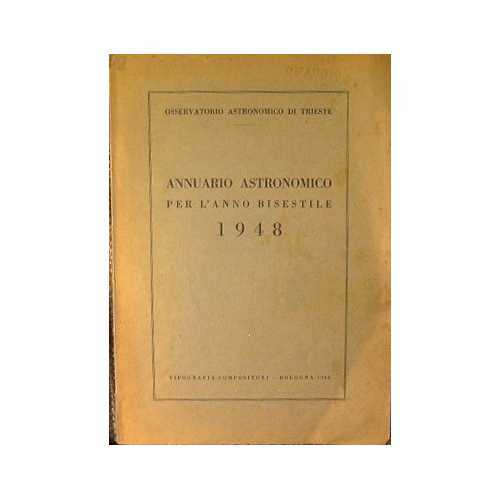 OSSERVATORIO ASTRONOMICO DI TRIESTE
ANNUARIO ASTRONOMICO
PER L'ANNO BISESTILE
1948
TIPOGRAFIA COMPOSITORI - BOLOGNA